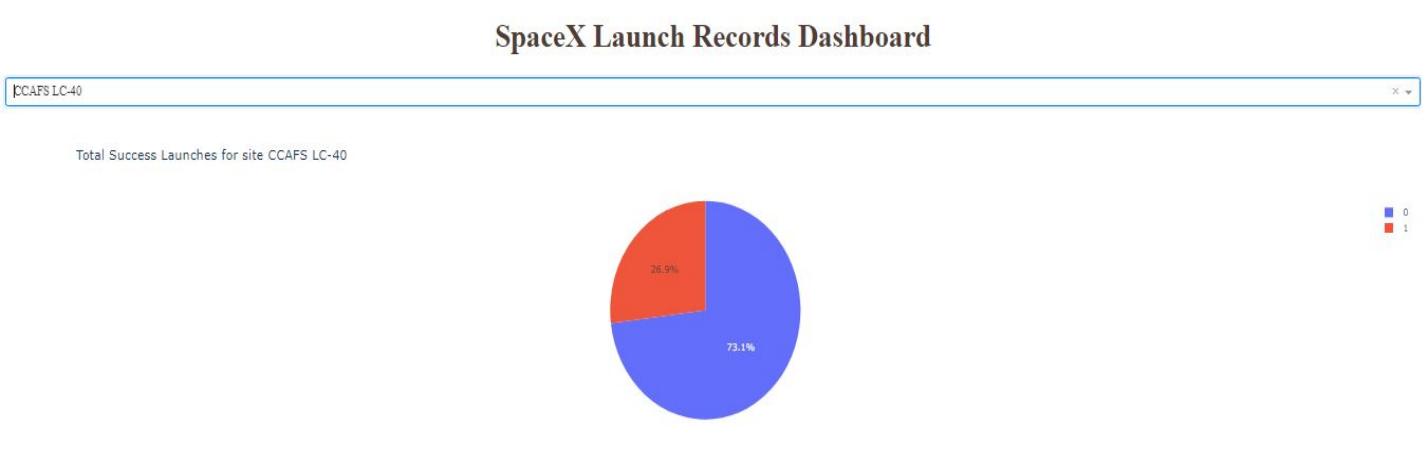 SpaceX Launch Records Dashboard
CCAFS LC-40
Total Success Launches for site CCAFS LC-40
0
1
26.9%
73.1%